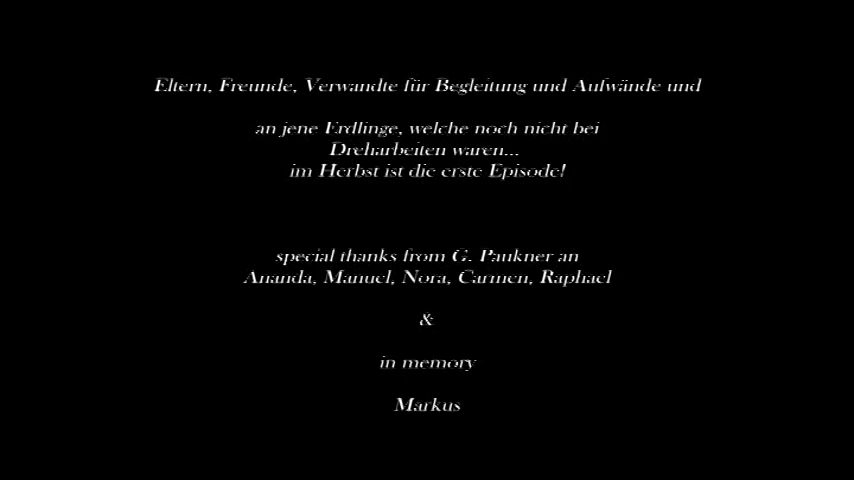 Eltern, Freunde, Verwandte für Begleitung und Aufwände und
an jene Erdlinge, welche noch nicht bei
Dreharbeiten waren...
im Herbst ist die erste Episode!
special thanks from G. Paukner an
Ananda, Manuel, Nora, Carmen, Raphael
&
in memory
Markus